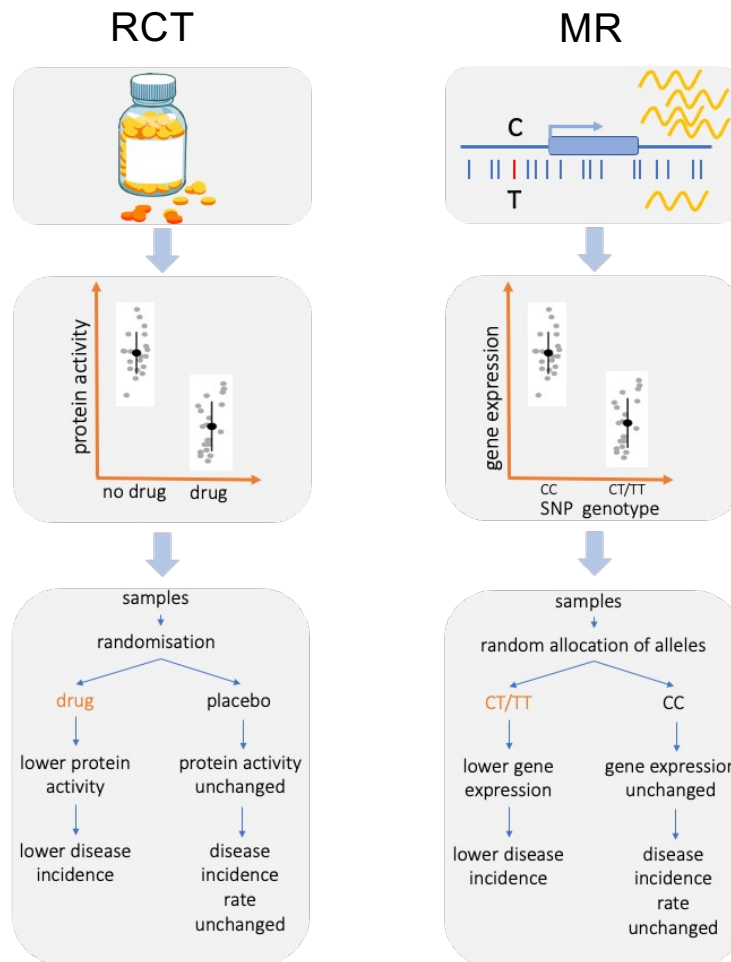 RCT
protein activity
no drug
drug
samples
randomisation
drug
placebo
lower protein
activity
protein activity
unchanged
lower disease
incidence
disease
incidence
rate
unchanged
MR
C
T
gene expression
CC
CT/TT
SNP genotype
samples
random allocation of alleles
CT/TT
CC
lower gene
expression
gene expression
unchanged
lower disease
incidence
disease
incidence
rate
unchanged